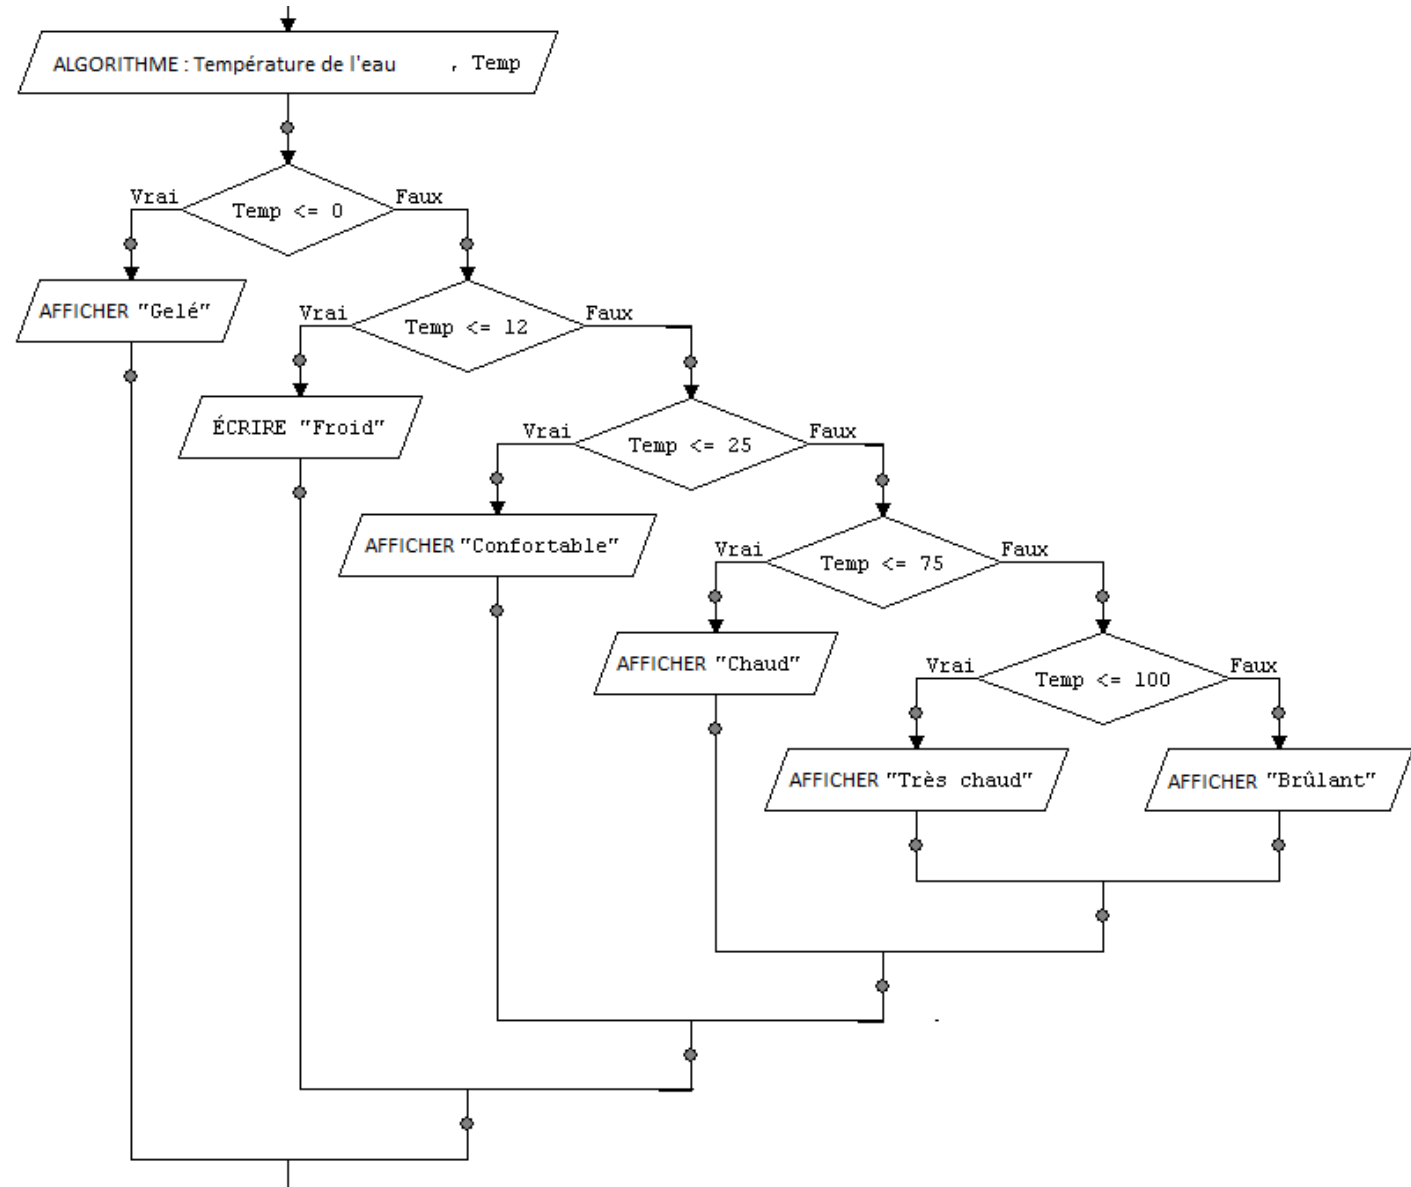 ALGORITHME : Température de l'eau , Temp
Vrai
Faux
Temp <= 0
AFFICHER "Gelé"
Vrai
Faux
Temp <= 12
ÉCRIRE "Froid"
Vrai
Faux
Temp <= 25
AFFICHER "Confortable"
Vrai
Faux
Temp <= 75
AFFICHER "Chaud"
Vrai
Faux
Temp <= 100
AFFICHER "Très chaud"
AFFICHER "Brûlant"